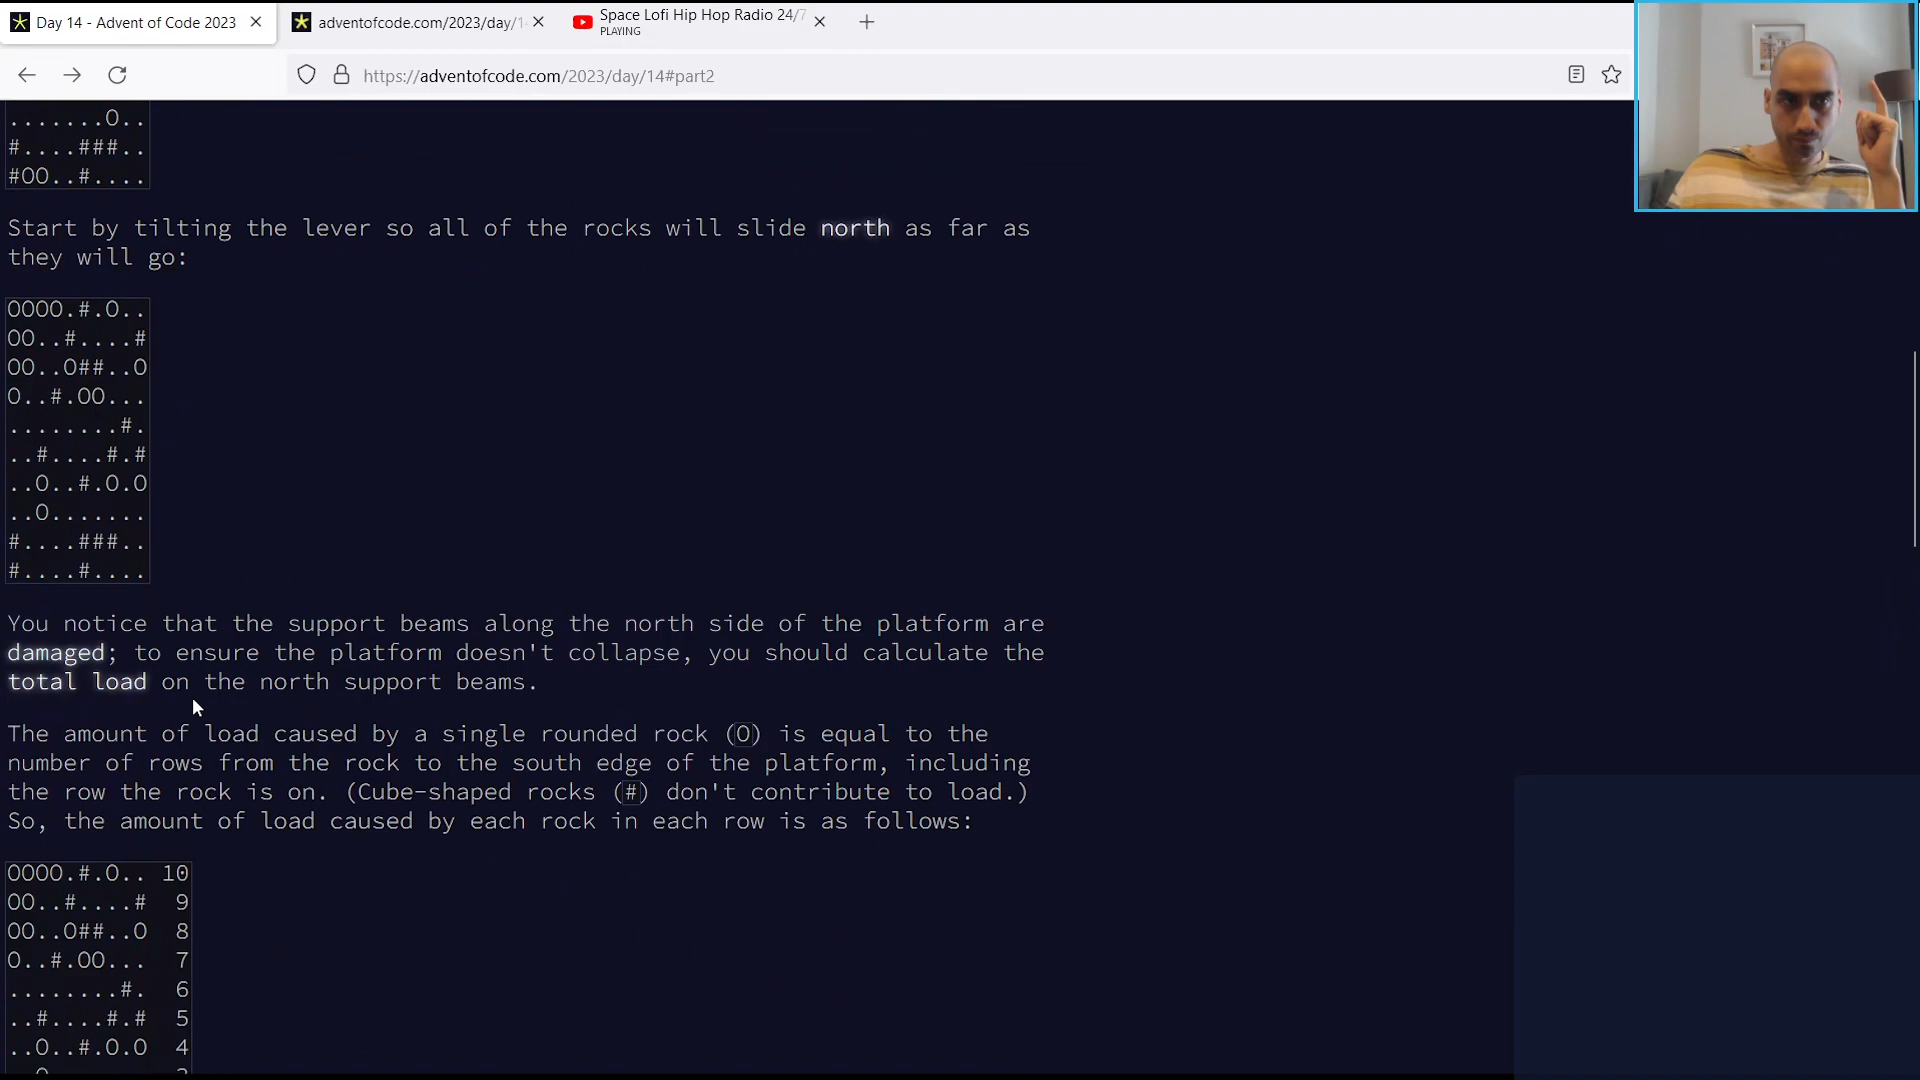 Day 14 - Advent of Code 2023
adventofcode.com/2023/day/1
Space Lofi Hip Hop Radio 24/7
PLAYING
https://adventofcode.com/2023/day/14#part2
.......O..
#....###..
#OO..#....
Start by tilting the lever so all of the rocks will slide north as far as
they will go:
OOOO.#.O..
OO..#....#
OO..O##..O
O..#.OO...
........#.
..#....#.#
..O..#.O.O
..O.......
#....###..
#....#....
You notice that the support beams along the north side of the platform are
damaged; to ensure the platform doesn't collapse, you should calculate the
total load on the north support beams.
The amount of load caused by a single rounded rock (O) is equal to the
number of rows from the rock to the south edge of the platform, including
the row the rock is on. (Cube-shaped rocks (#) don't contribute to load.)
So, the amount of load caused by each rock in each row is as follows:
OOOO.#.O.. 10
OO..#....#  9
OO..O##..O  8
O..#.OO...  7
........#.  6
..#....#.#  5
..O..#.O.O  4